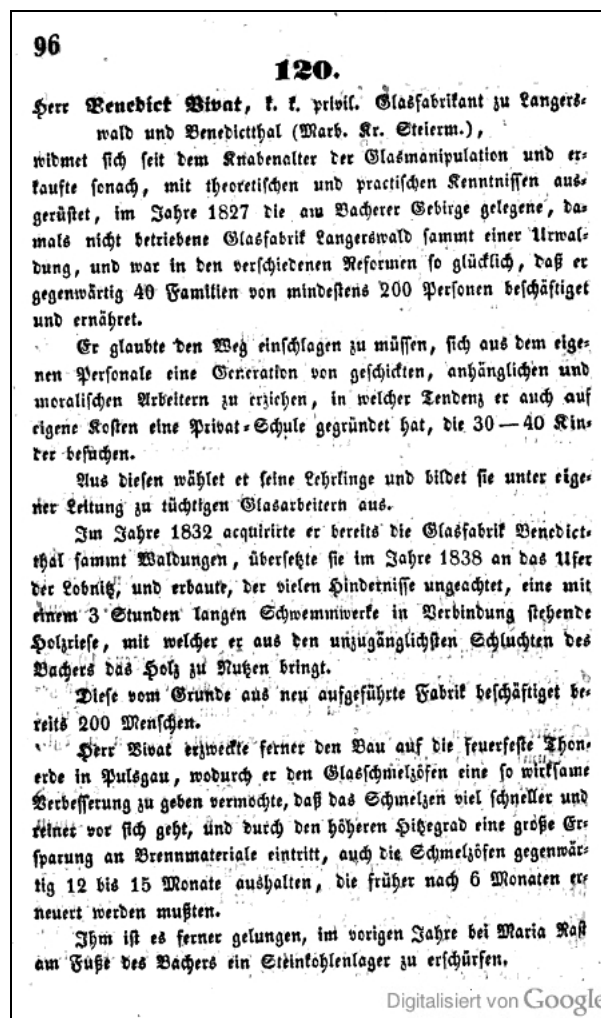 96
120.
Herr Benedict Vivat, k. k. privil. Glasfabrikant zu Langers-
wald und Benedictthal (Marb. Kr. Steierm.),
widmet sich seit dem Knabenalter der Glasmanipulation und er-
kaufte sonach, mit theoretischen und practischen Kenntnissen aus-
gerüstet, im Jahre 1827 die am Bacherer Gebirge gelegene, da-
mals nicht betriebene Glasfabrik Langerswald sammt einer Urwal-
dung, und war in den verschiedenen Reformen so glücklich, daß er
gegenwärtig 40 Familien von mindestens 200 Personen beschäftiget
und ernähret.
Er glaubte den Weg einschlagen zu müssen, sich aus dem eige-
nen Personale eine Generation von geschickten, anhänglichen und
moralischen Arbeitern zu erziehen, in welcher Tendenz er auch auf
eigene Kosten eine Privat-Schule gegründet hat, die 30—40 Kin-
der besuchen.
Aus diesen wählet et seine Lehrlinge und bildet sie unter eige-
ner Leitung zu tüchtigen Glasarbeitern aus.
Im Jahre 1832 acquirirte er bereits die Glasfabrik Benedict-
thal sammt Waldungen, übersetzte sie im Jahre 1838 an das Ufer
der Lobnitz, und erbaute, der vielen Hindernisse ungeachtet, eine mit
einem 3 Stunden langen Schwemmwerke in Verbindung stehende
Holzriese, mit welcher er aus den unzugänglichsten Schluchten des
Bachers das Holz zu Nutzen bringt.
Diese vom Grunde aus neu aufgeführte Fabrik beschäftiget be-
reits 200 Menschen.
Herr Vivat erzweckte ferner den Bau auf die feuerfeste Thon-
erde in Pulsgau, wodurch er den Glasschmelzöfen eine so wirksame
Verbesserung zu geben vermochte, daß das Schmelzen viel schneller und
reinet vor sich geht, und durch den höheren Hitzegrad eine große Er-
sparung an Brennmateriale eintritt, auch die Schmelzöfen gegenwär-
tig 12 bis 15 Monate aushalten, die früher nach 6 Monaten er-
neuert werden mußten.
Ihm ist es ferner gelungen, im vorigen Jahre bei Maria Rast
am Fuße des Bachers ein Steinkohlenlager zu erschürfen.
Digitalisiert von Google